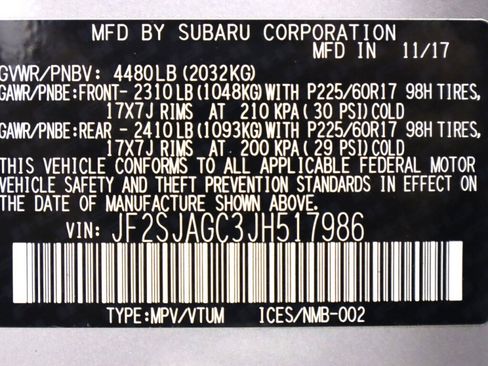 MFD BY SUBARU CORPORATION
MFD IN 11/17
GVWR/PNBV: 4480LB(2032KG)
GAWR/PNBE:FRONT-2310LB(1048KG)WITH P225/60R17 98H TIRES,
17X7J RIMS AT 210 KPA(30 PSI)COLD
GAWR/PNBE:REAR -2410LB(1093KG)WITH P225/60R17 98H TIRES,
17X7J RIMS AT 200 KPA(29 PSI)COLD
THIS VEHICLE CONFORMS TO ALL APPLICABLE FEDERAL MOTOR
VEHICLE SAFETY AND THEFT PREVENTION STANDARDS IN EFFECT ON
THE DATE OF MANUFACTURE SHOWN ABOVE.
VIN: JF2SJAGC3JH517986
TYPE:MPV/VTUM ICES/NMB-002